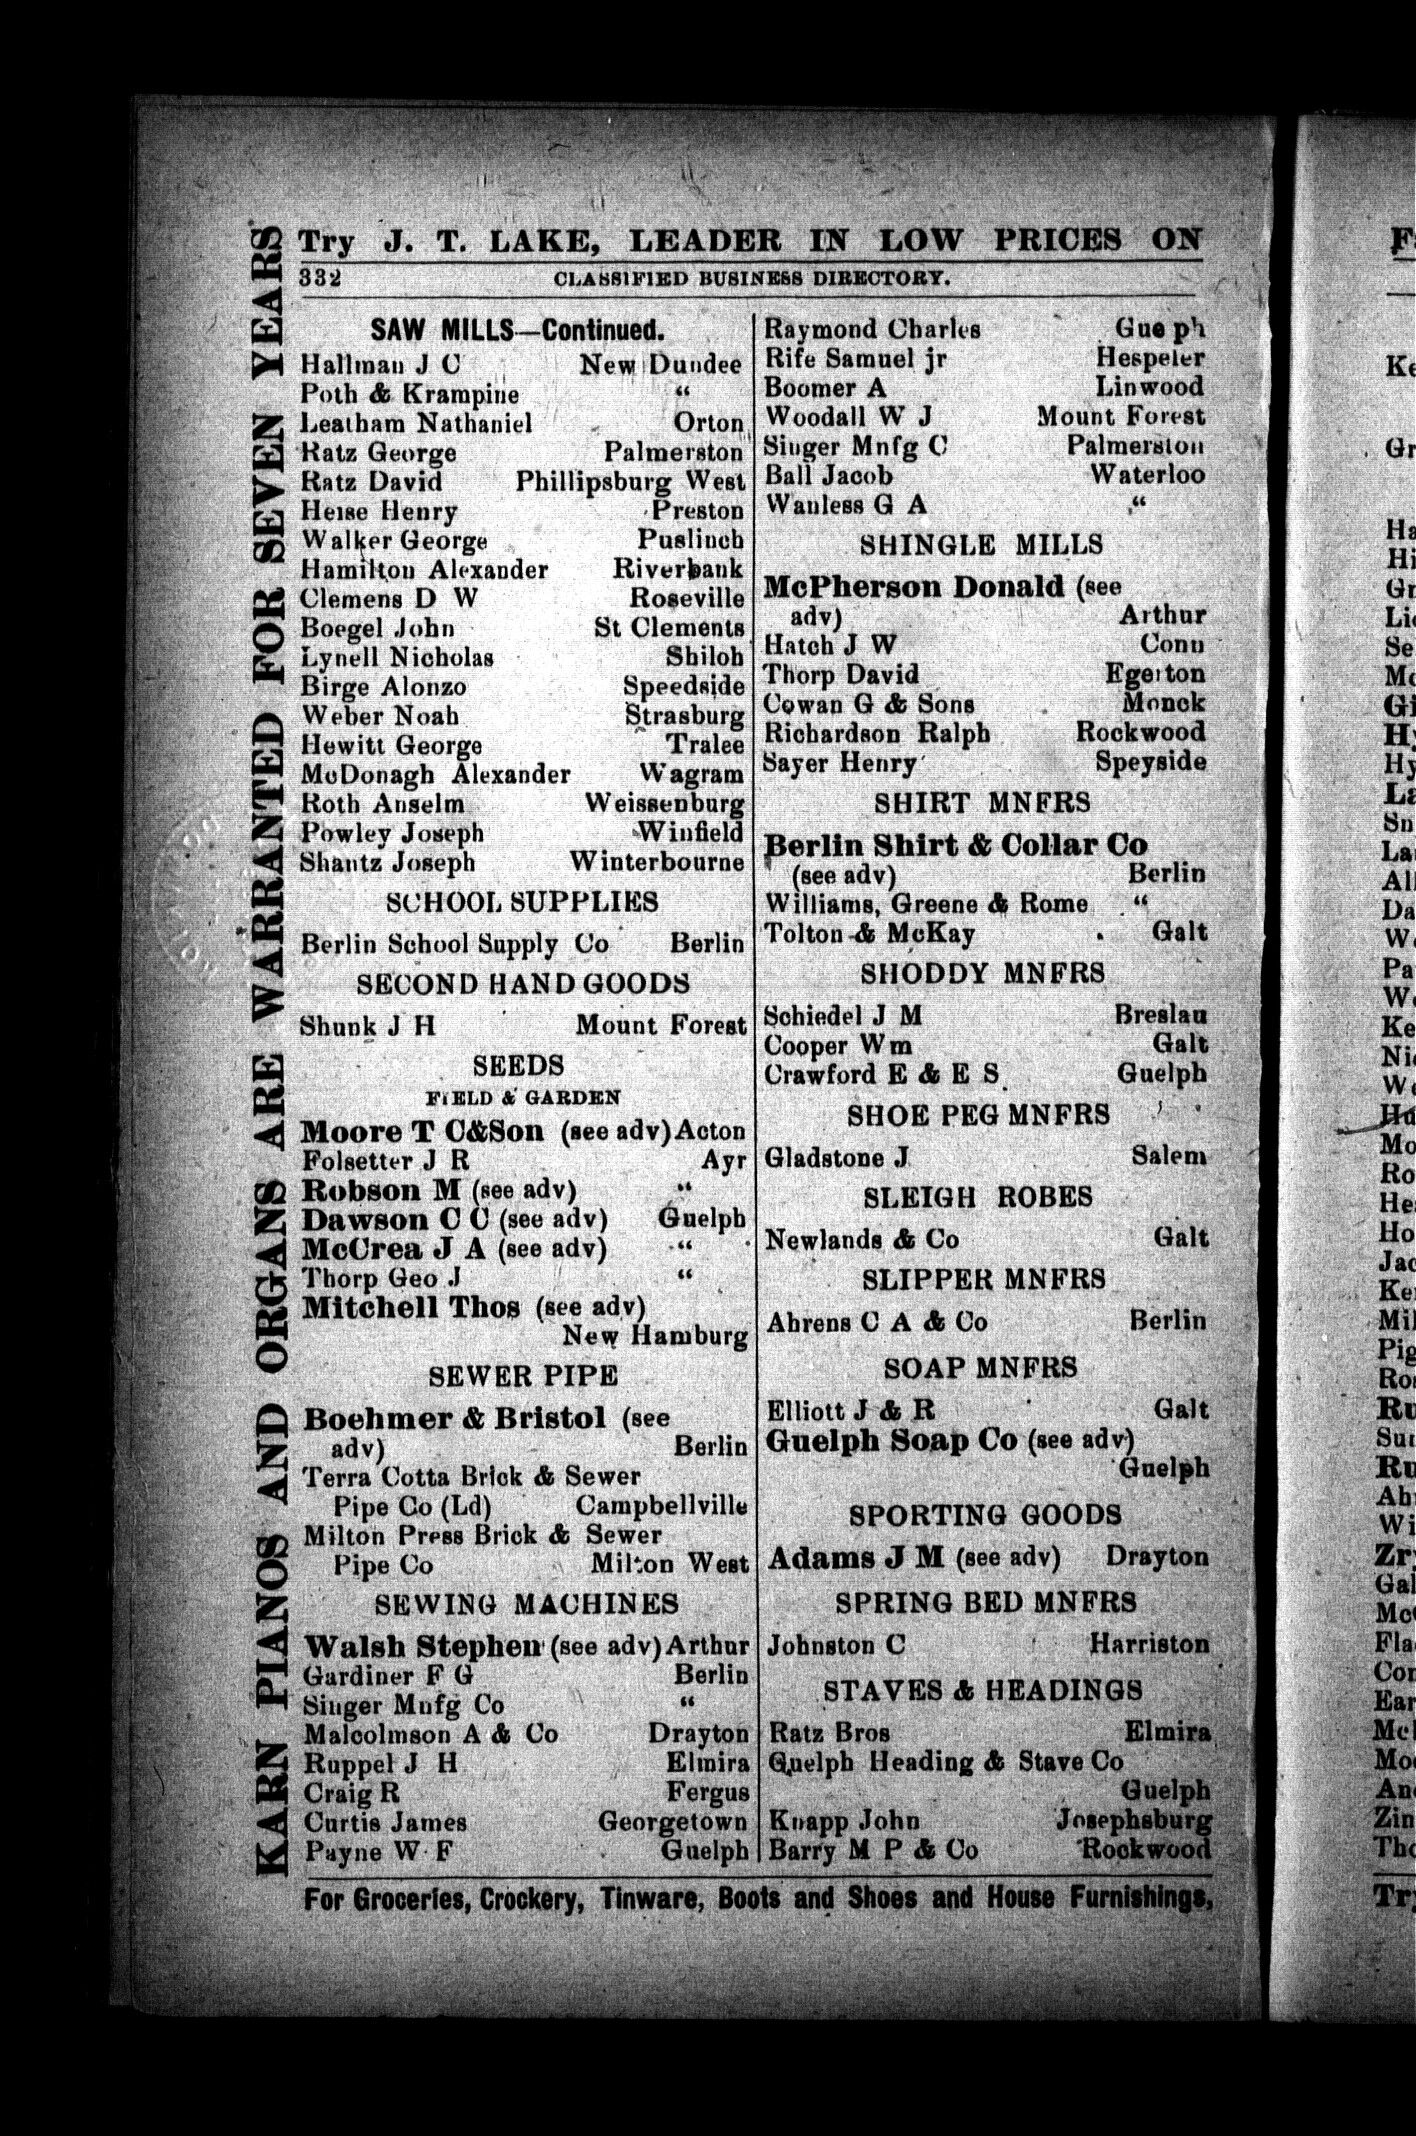 Try J. T. LAKE, LEADER IN LOW PRICES ON
332 CLASSIFIED BUSINESS DIRECTORY.
KARN PIANOS AND ORGANS ARE WARRANTED FOR SEVEN YEARS
SAW MILLS—Continued.
Hallman J C New Dundee
Poth & Krampine "
Leatham Nathaniel Orton
Ratz George Palmerston
Ratz David Phillipsburg West
Heise Henry Preston
Walker George Puslinch
Hamilton Alexander Riverbank
Clemens D W Roseville
Boegel John St Clements
Lynell Nicholas Shiloh
Birge Alonzo Speedside
Weber Noah Strasburg
Hewitt George Tralee
McDonagh Alexander Wagram
Roth Anselm Weissenburg
Powley Joseph Winfield
Shantz Joseph Winterbourne
SCHOOL SUPPLIES
Berlin School Supply Co Berlin
SECOND HAND GOODS
Shunk J H Mount Forest
SEEDS
FIELD & GARDEN
Moore T C&Son (see adv) Acton
Folsetter J R Ayr
Robson M (see adv) "
Dawson C C (see adv) Guelph
McCrea J A (see adv) "
Thorp Geo J "
Mitchell Thos (see adv)
New Hamburg
SEWER PIPE
Boehmer & Bristol (see
adv) Berlin
Terra Cotta Brick & Sewer
Pipe Co (Ld) Campbellville
Milton Press Brick & Sewer
Pipe Co Milton West
SEWING MACHINES
Walsh Stephen (see adv) Arthur
Gardiner F G Berlin
Singer Mnfg Co "
Malcolmson A & Co Drayton
Ruppel J H Elmira
Craig R Fergus
Curtis James Georgetown
Payne W F Guelph
Raymond Charles Guelph
Rife Samuel jr Hespeler
Boomer A Linwood
Woodall W J Mount Forest
Singer Mnfg C Palmerston
Ball Jacob Waterloo
Wanless G A "
SHINGLE MILLS
McPherson Donald (see
adv) Arthur
Hatch J W Conn
Thorp David Egerton
Cowan G & Sons Monck
Richardson Ralph Rockwood
Sayer Henry Speyside
SHIRT MNFRS
Berlin Shirt & Collar Co
(see adv) Berlin
Williams, Greene & Rome "
Tolton & McKay Galt
SHODDY MNFRS
Schiedel J M Breslau
Cooper Wm Galt
Crawford E & E S Guelph
SHOE PEG MNFRS
Gladstone J Salem
SLEIGH ROBES
Newlands & Co Galt
SLIPPER MNFRS
Ahrens C A & Co Berlin
SOAP MNFRS
Elliott J & R Galt
Guelph Soap Co (see adv)
Guelph
SPORTING GOODS
Adams J M (see adv) Drayton
SPRING BED MNFRS
Johnston C Harriston
STAVES & HEADINGS
Ratz Bros Elmira
Guelph Heading & Stave Co
Guelph
Knapp John Josephsburg
Barry M P & Co Rockwood
For Groceries, Crockery, Tinware, Boots and Shoes and House Furnishings,